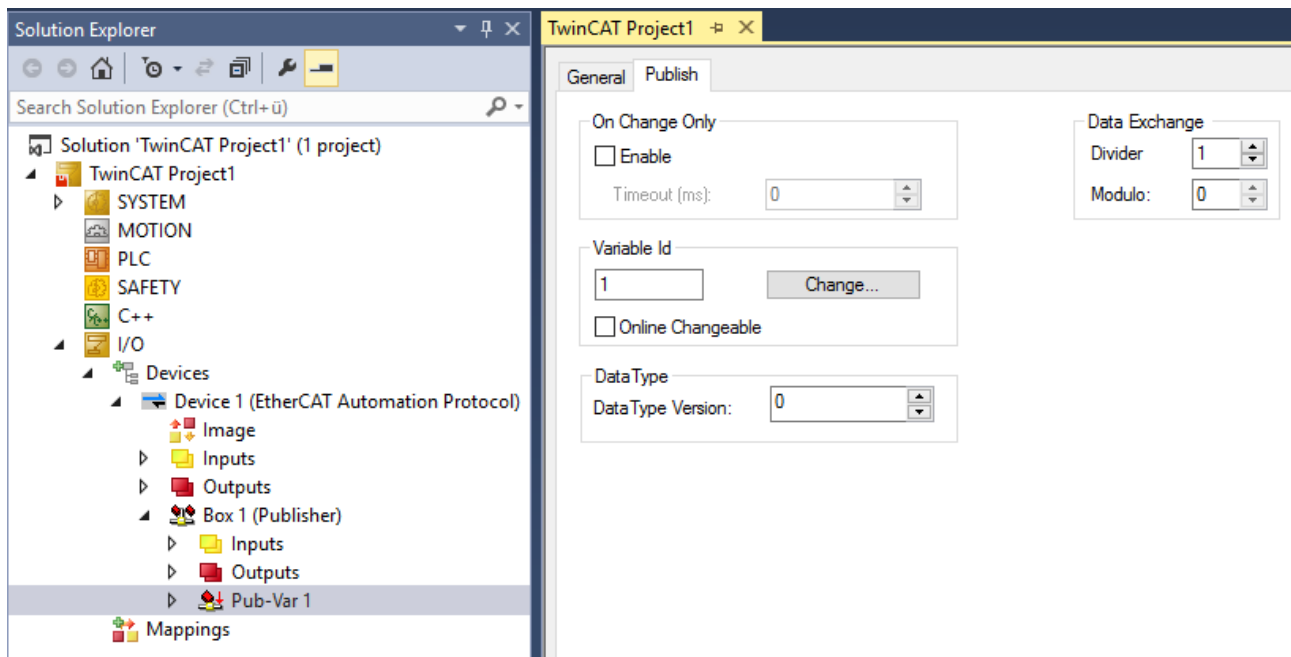 Solution Explorer
Search Solution Explorer (Ctrl+ü)
Solution 'TwinCAT Project1' (1 project)
TwinCAT Project1
SYSTEM
MOTION
PLC
SAFETY
C++
I/O
Devices
Device 1 (EtherCAT Automation Protocol)
Image
Inputs
Outputs
Box 1 (Publisher)
Inputs
Outputs
Pub-Var 1
Mappings
TwinCAT Project1
General Publish
On Change Only
Enable
Timeout (ms): 0
Variable Id
1 Change...
Online Changeable
DataType
DataType Version: 0
Data Exchange
Divider 1
Modulo: 0